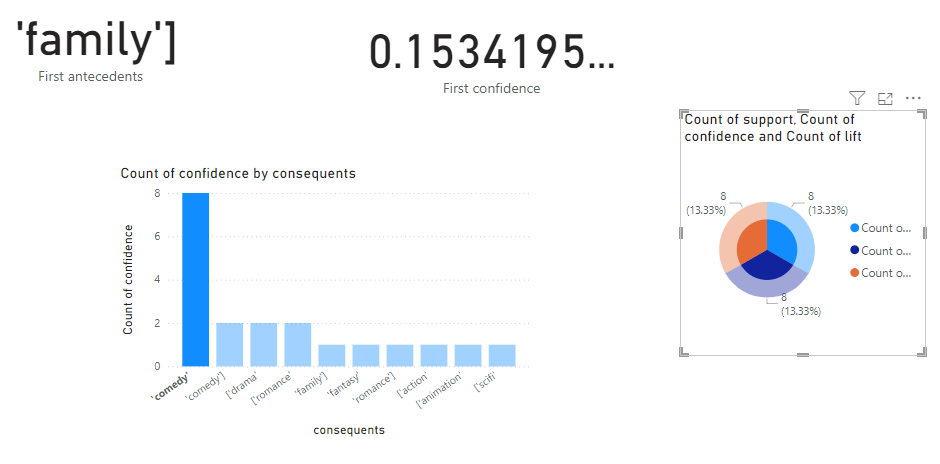 'family']
First antecedents
0.1534195...
First confidence
Count of support, Count of
confidence and Count of lift
8
(13.33%)
8
(13.33%)
8
(13.33%)
Count o...
Count o...
Count o...
Count of confidence by consequents
Count of confidence
8
6
4
2
0
'comedy'
'comedy']
['drama'
['romance'
'family']
'fantasy'
'romance']
['action'
['animation'
['scifi'
consequents